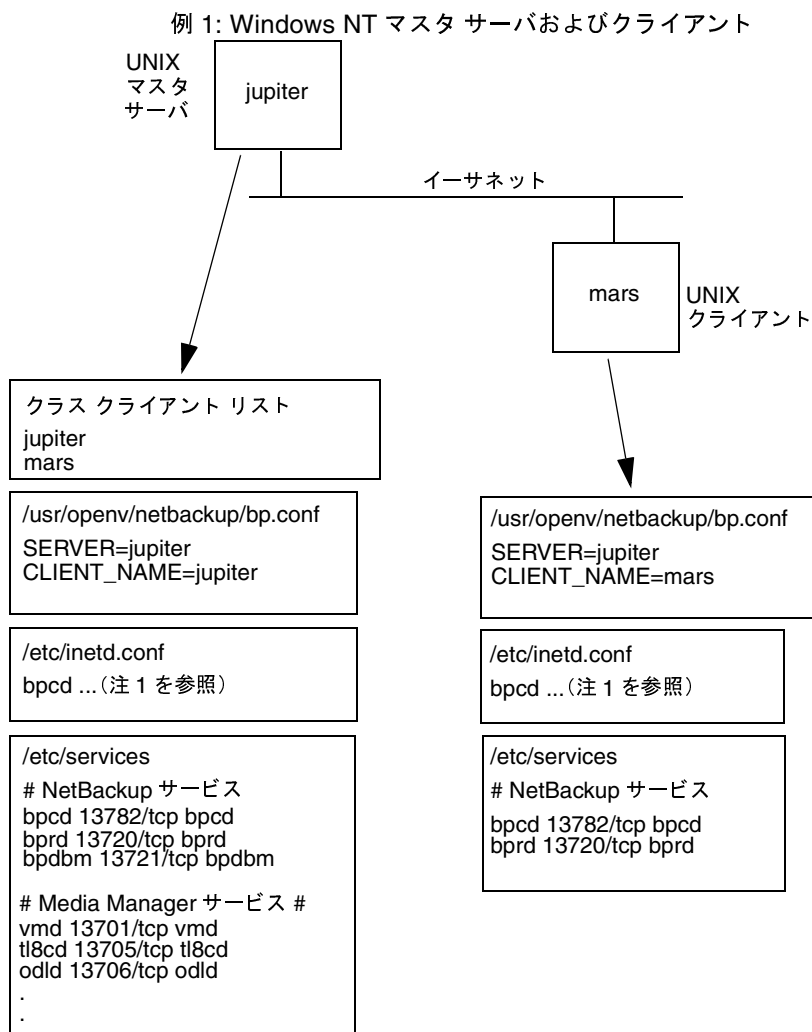 例 1: Windows NT マスタ サーバおよびクライアント
UNIX
マスタ
サーバ
jupiter
イーサネット
mars
UNIX
クライアント
クラス クライアント リスト
jupiter
mars
/usr/openv/netbackup/bp.conf
SERVER=jupiter
CLIENT_NAME=jupiter
/etc/inetd.conf
bpcd ...（注 1 を参照）
/etc/services
# NetBackup サービス
bpcd 13782/tcp bpcd
bprd 13720/tcp bprd
bpdbm 13721/tcp bpdbm
# Media Manager サービス #
vmd 13701/tcp vmd
tl8cd 13705/tcp tl8cd
odld 13706/tcp odld
.
.
/usr/openv/netbackup/bp.conf
SERVER=jupiter
CLIENT_NAME=mars
/etc/inetd.conf
bpcd ...（注 1 を参照）
/etc/services
# NetBackup サービス
bpcd 13782/tcp bpcd
bprd 13720/tcp bprd